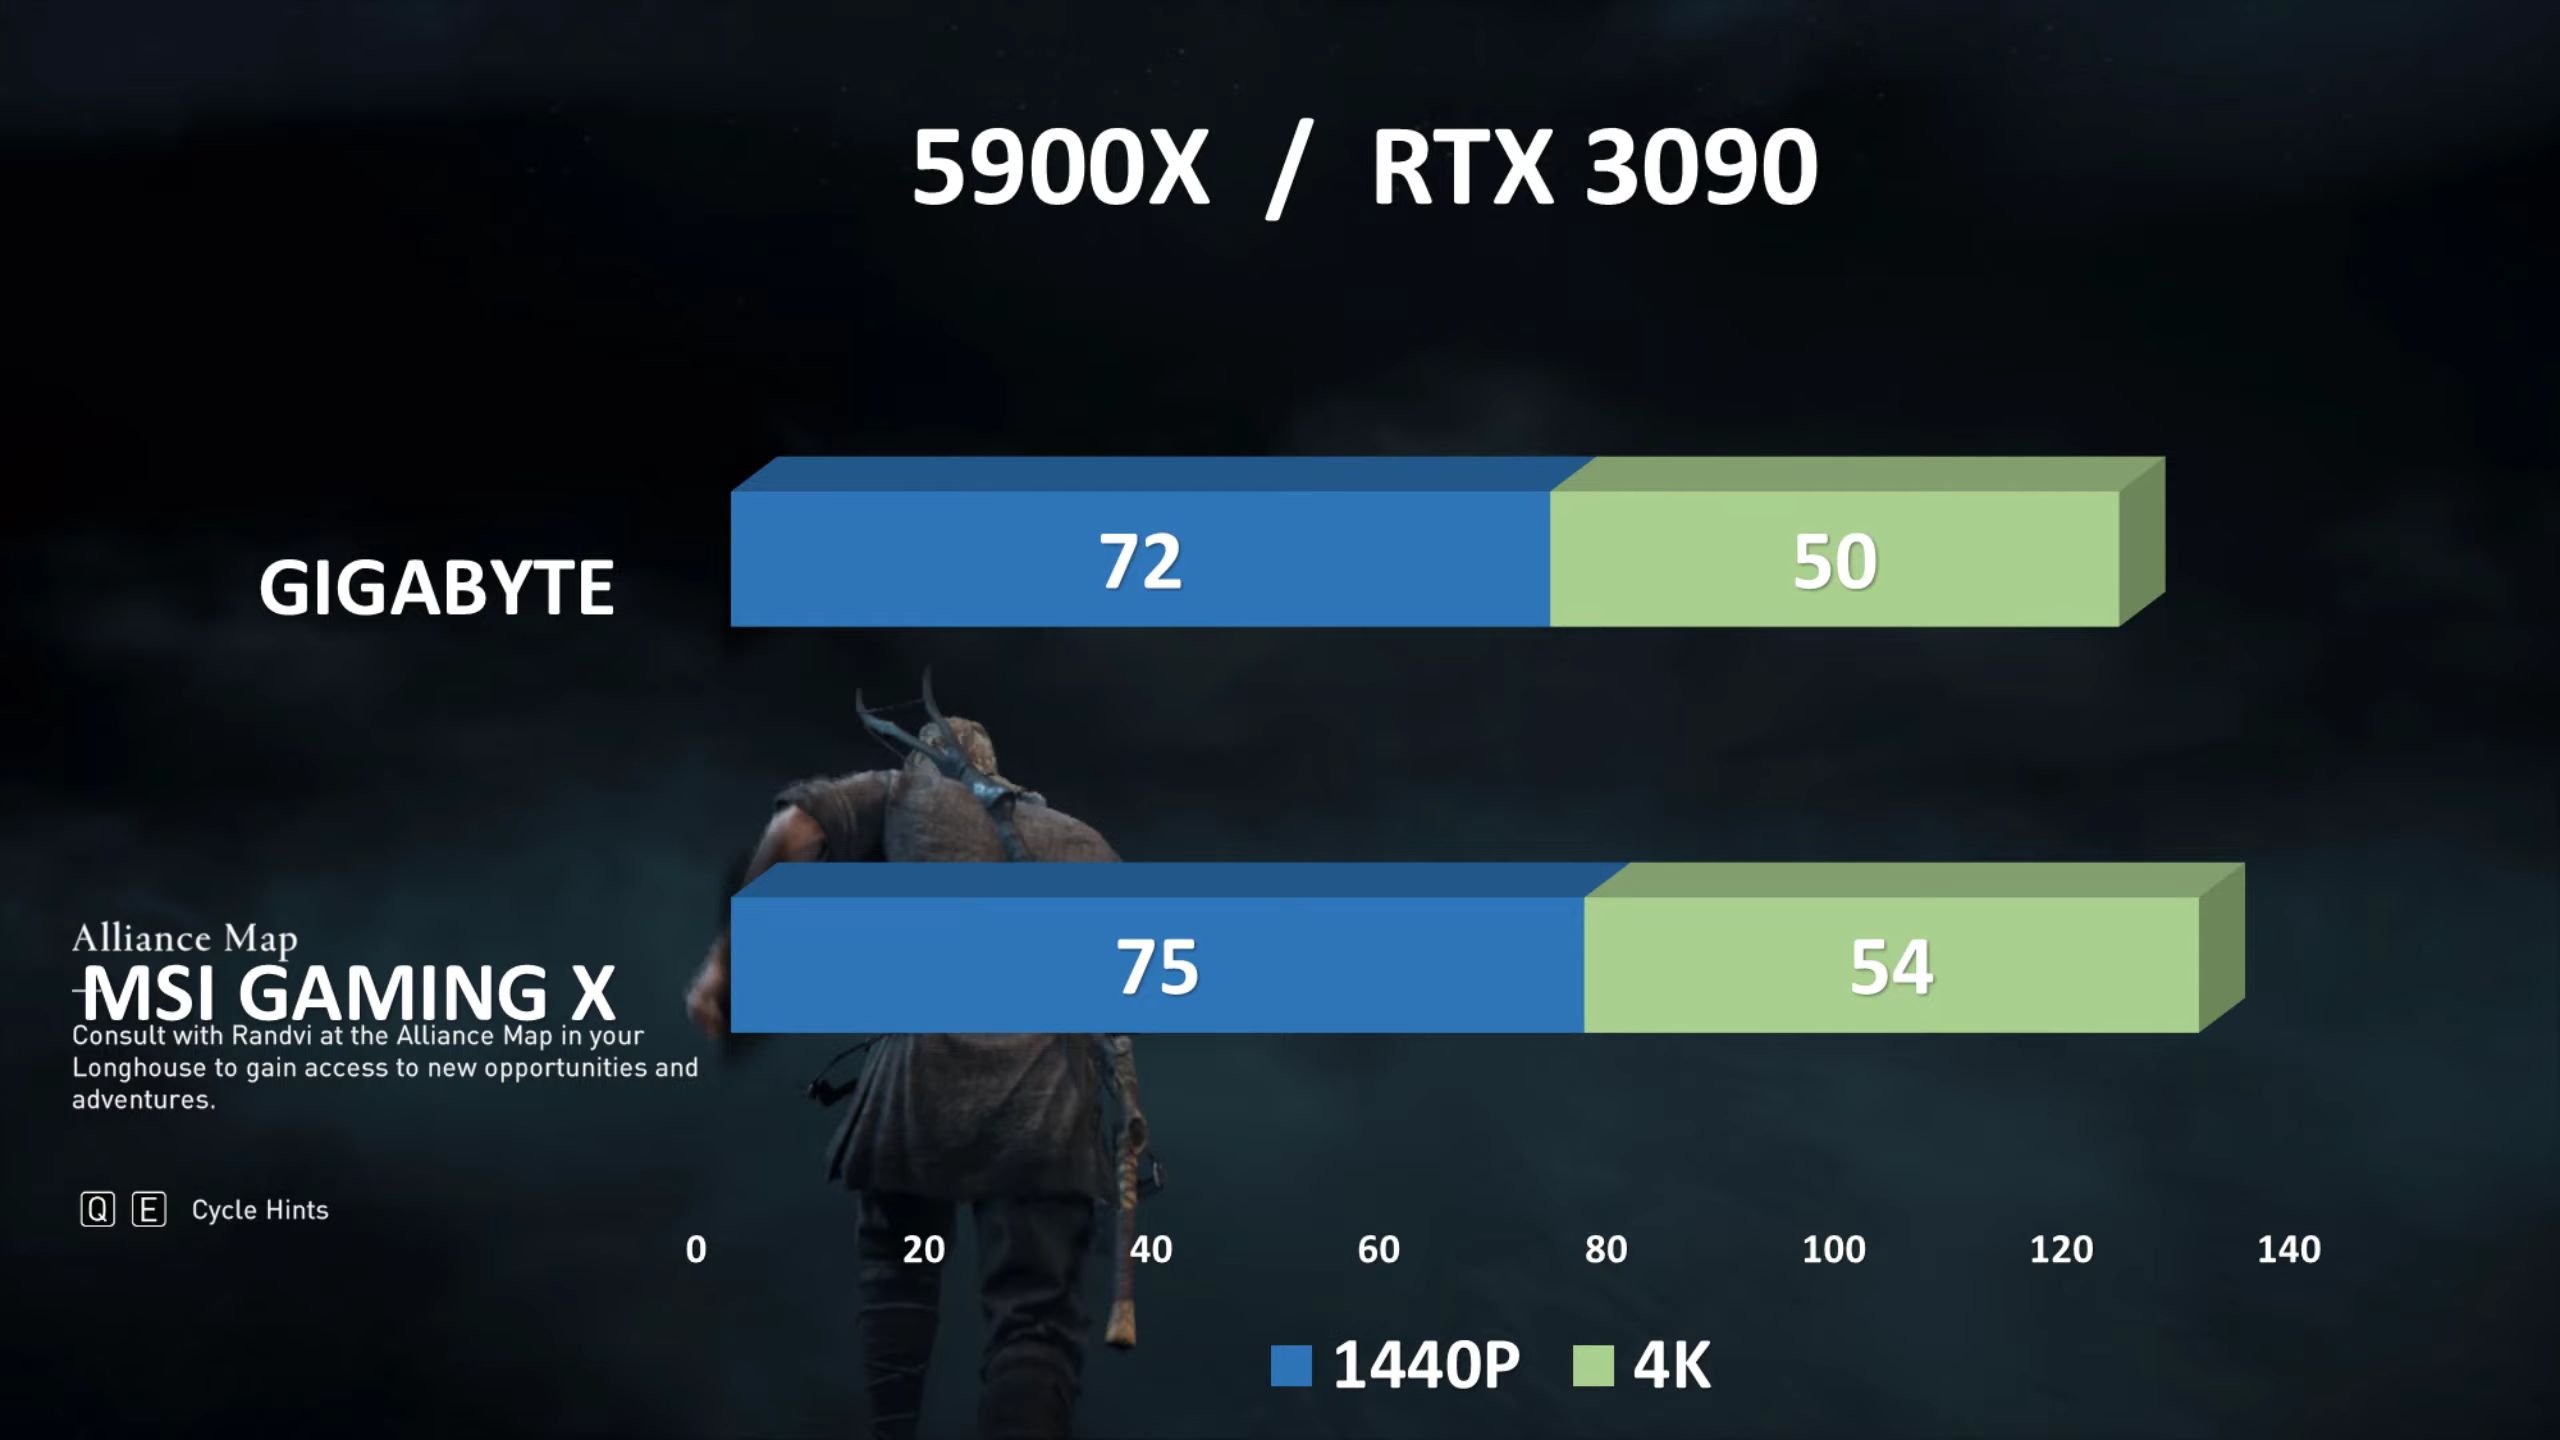 5900X / RTX 3090
GIGABYTE
72
50
Alliance Map
MSI GAMING X
75
54
Consult with Randvi at the Alliance Map in your
Longhouse to gain access to new opportunities and
adventures.
Q E Cycle Hints
0 20 40 60 80 100 120 140
1440P 4K